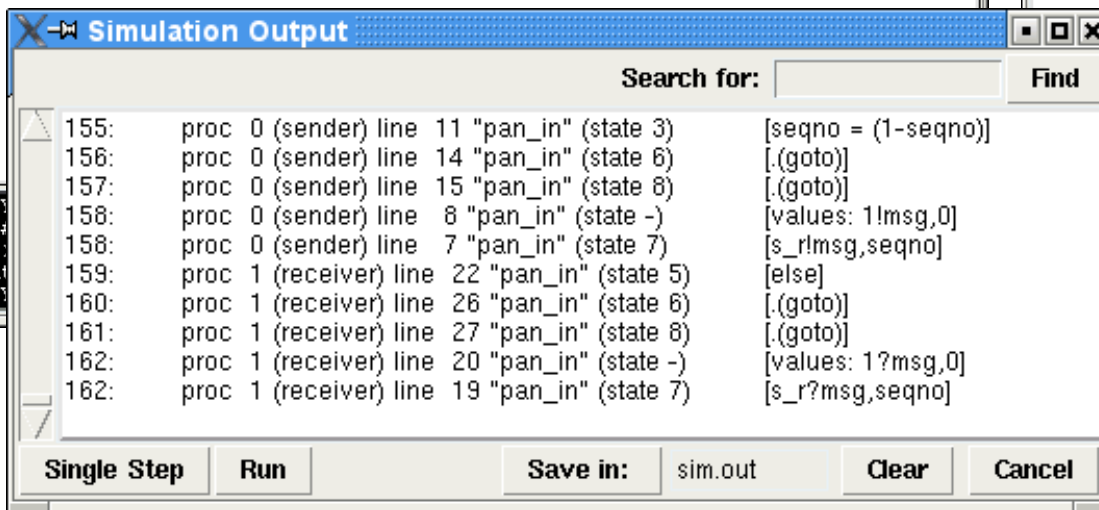 Simulation Output
Search for: Find
155: proc 0 (sender) line 11 "pan_in" (state 3) [seqno = (1-seqno)]
156: proc 0 (sender) line 14 "pan_in" (state 6) [.(goto)]
157: proc 0 (sender) line 15 "pan_in" (state 8) [.(goto)]
158: proc 0 (sender) line 8 "pan_in" (state -) [values: 1!msg,0]
158: proc 0 (sender) line 7 "pan_in" (state 7) [s_r!msg,seqno]
159: proc 1 (receiver) line 22 "pan_in" (state 5) [else]
160: proc 1 (receiver) line 26 "pan_in" (state 6) [.(goto)]
161: proc 1 (receiver) line 27 "pan_in" (state 8) [.(goto)]
162: proc 1 (receiver) line 20 "pan_in" (state -) [values: 1?msg,0]
162: proc 1 (receiver) line 19 "pan_in" (state 7) [s_r?msg,seqno]
Single Step Run Save in: sim.out Clear Cancel